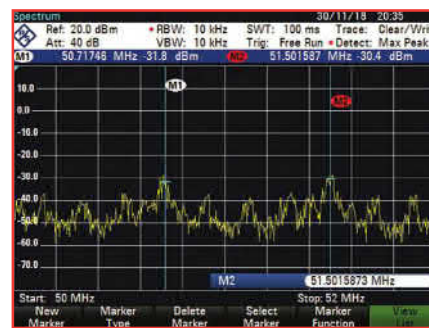 Spectrum 30/11/18 20:35
Ref: 20.0 dBm • RBW: 10 kHz SWT: 100 ms Trace: Clear/Wri
Att: 40 dB VBW: 10 kHz Trig: Free Run • Detect: Max Peak
M1 50.71746 MHz -31.8 dBm M2 51.501587 MHz -30.4 dBm
M1
10.0
M2
0.0
-10.0
-20.0
-30.0
-40.0
-50.0
-60.0
-70.0
M2 51.5015873 MHz
Start: 50 MHz Stop: 52 MHz
New Marker Delete Select Marker View
Marker Type Marker Marker Function List